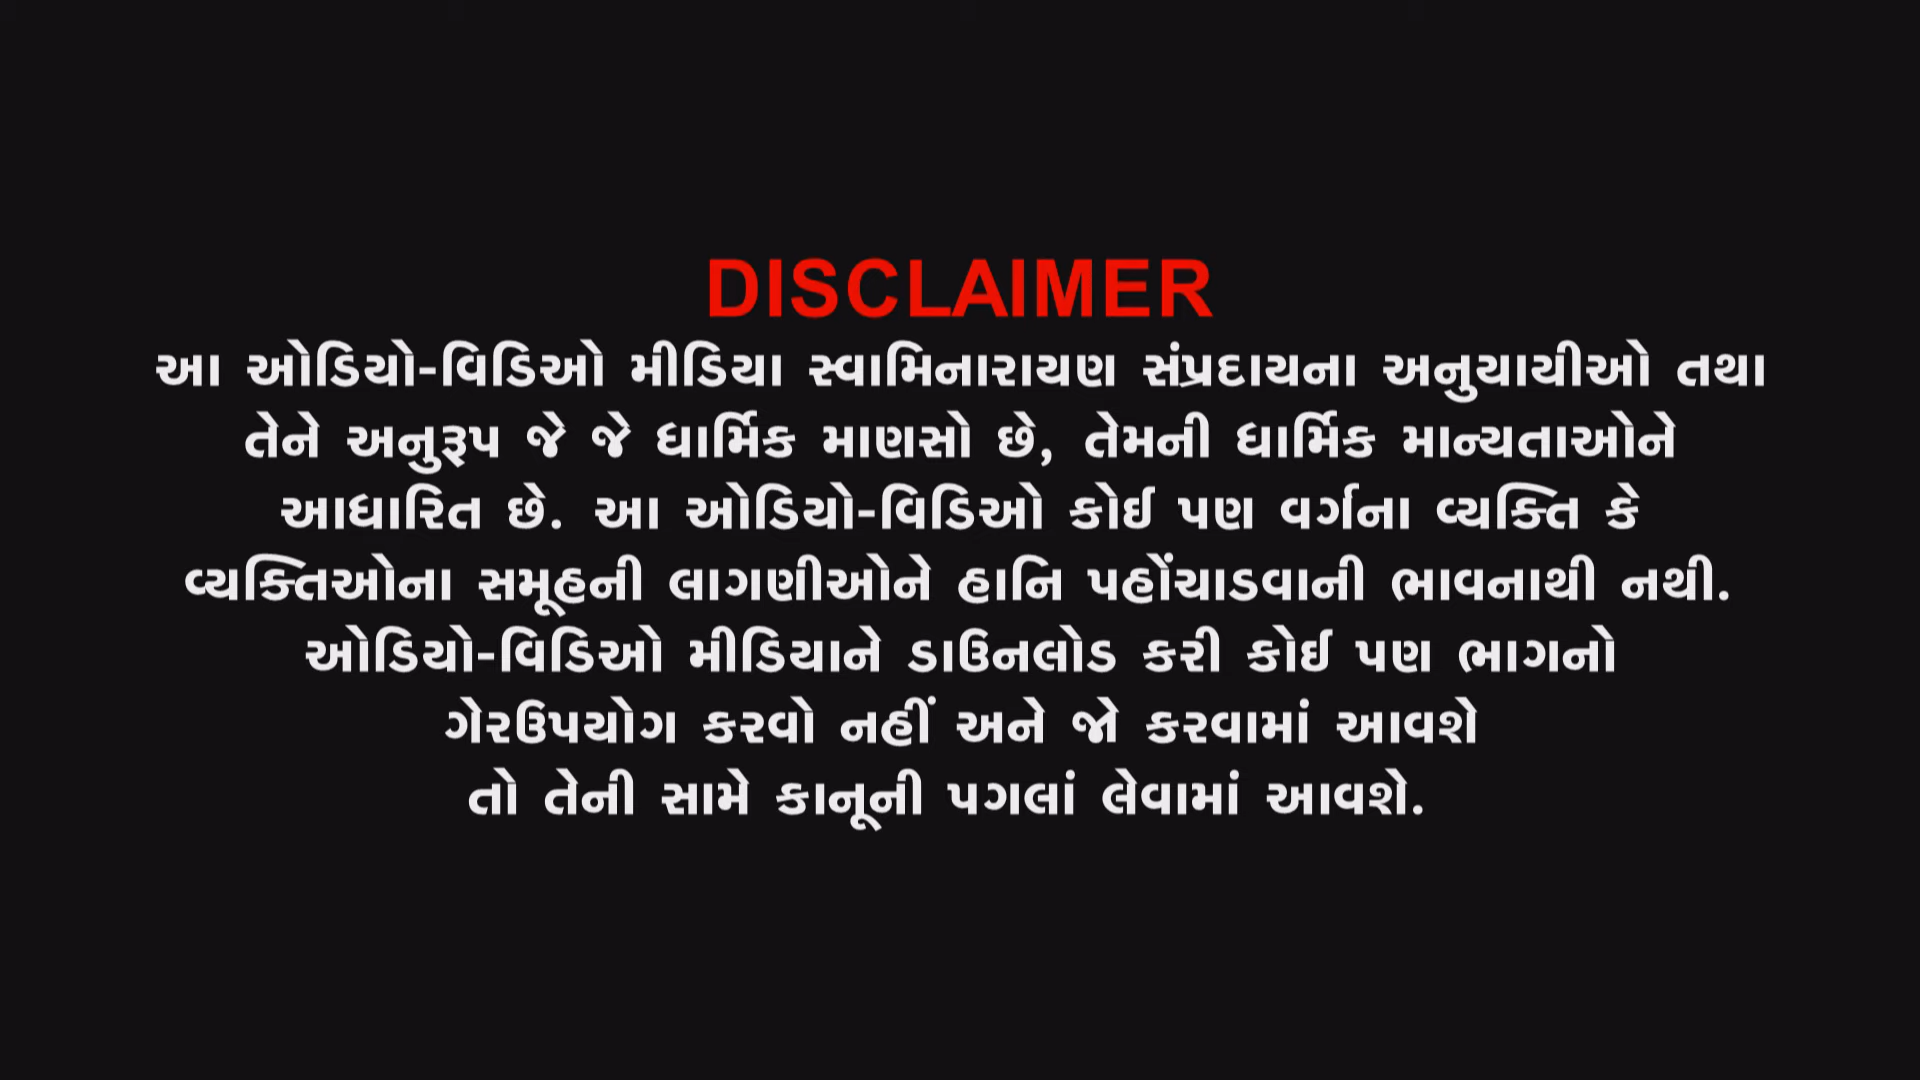 DISCLAIMER
આ ઓડિયો-વિડિઓ મીડિયા સ્વામિનારાયણ સંપ્રદાયના અનુયાયીઓ તથા
તેને અનુરૂપ જે જે ધાર્મિક માણસો છે, તેમની ધાર્મિક માન્યતાઓને
આધારિત છે. આ ઓડિયો-વિડિઓ કોઈ પણ વર્ગના વ્યક્તિ કે
વ્યક્તિઓના સમૂહની લાગણીઓને હાનિ પહોંચાડવાની ભાવનાથી નથી.
ઓડિયો-વિડિઓ મીડિયાને ડાઉનલોડ કરી કોઈ પણ ભાગનો
ગેરઉપયોગ કરવો નહીં અને જો કરવામાં આવશે
તો તેની સામે કાનૂની પગલાં લેવામાં આવશે.